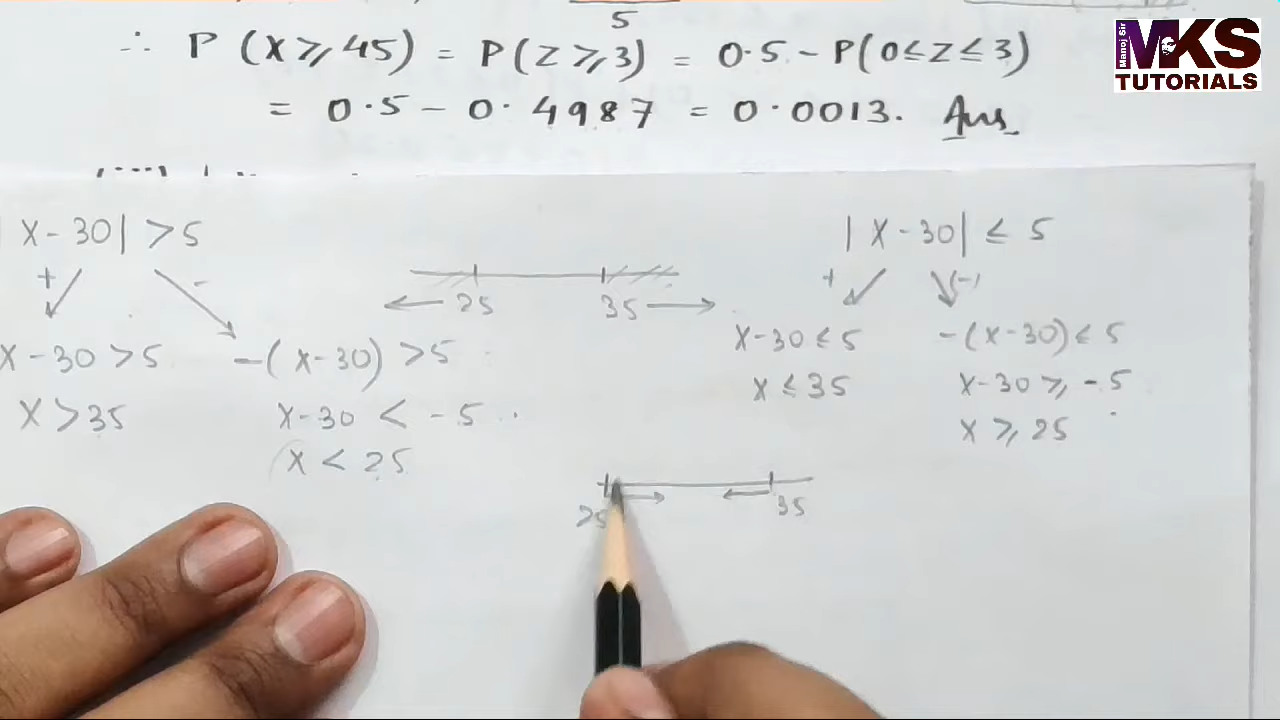 5
∴ P (X ≥ 45) = P(Z ≥ 3) = 0.5 - P(0 ≤ Z ≤ 3)
= 0.5 - 0.4987 = 0.0013. Ans
Manoj Sir
MKS
TUTORIALS
| X - 30 | > 5
+ -
X - 30 > 5
X > 35
-(X - 30) > 5
X - 30 < -5
X < 25
25 35
| X - 30 | ≤ 5
+ (-)
X - 30 ≤ 5
X ≤ 35
-(X - 30) ≤ 5
X - 30 ≥ -5
X ≥ 25
25 35